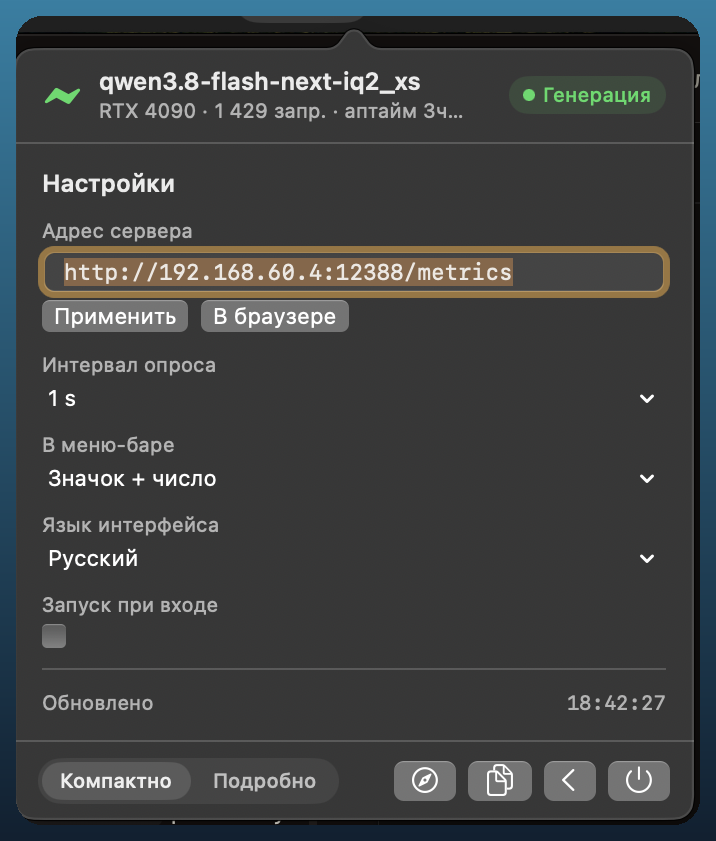 qwen3.8-flash-next-iq2_xs
RTX 4090 · 1 429 запр. · аптайм 3ч...
Генерация
Настройки
Адрес сервера
http://192.168.60.4:12388/metrics
Применить
В браузере
Интервал опроса
1 s
В меню-баре
Значок + число
Язык интерфейса
Русский
Запуск при входе
Обновлено
18:42:27
Компактно
Подробно